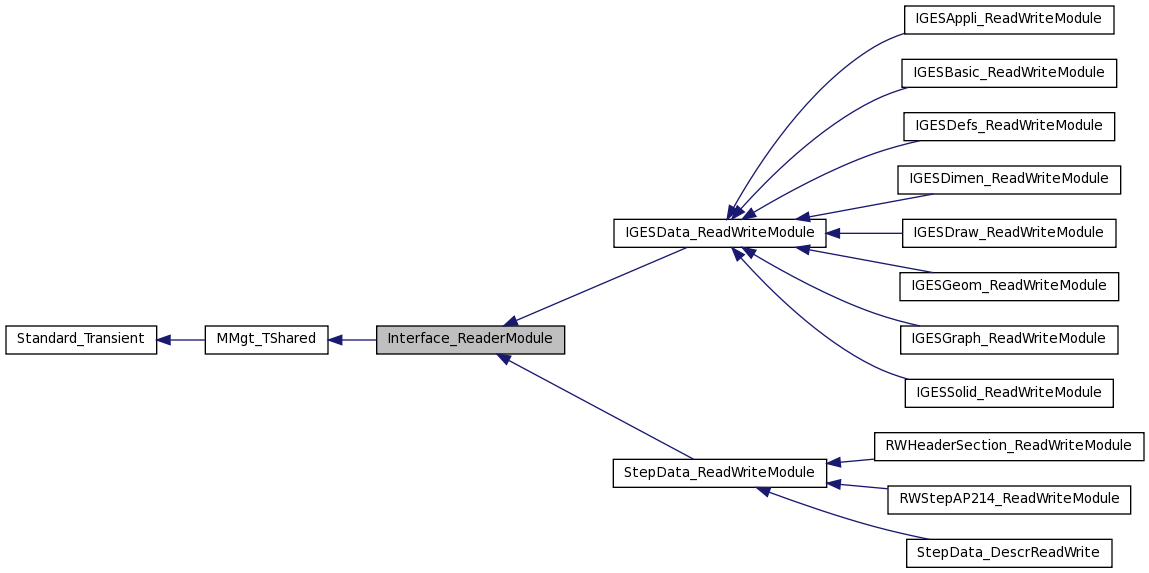 IGESAppli_ReadWriteModule
IGESBasic_ReadWriteModule
IGESDefs_ReadWriteModule
IGESDimen_ReadWriteModule
IGESData_ReadWriteModule
IGESDraw_ReadWriteModule
IGESGeom_ReadWriteModule
Standard_Transient
MMgt_TShared
Interface_ReaderModule
IGESGraph_ReadWriteModule
IGESSolid_ReadWriteModule
RWHeaderSection_ReadWriteModule
StepData_ReadWriteModule
RWStepAP214_ReadWriteModule
StepData_DescrReadWrite